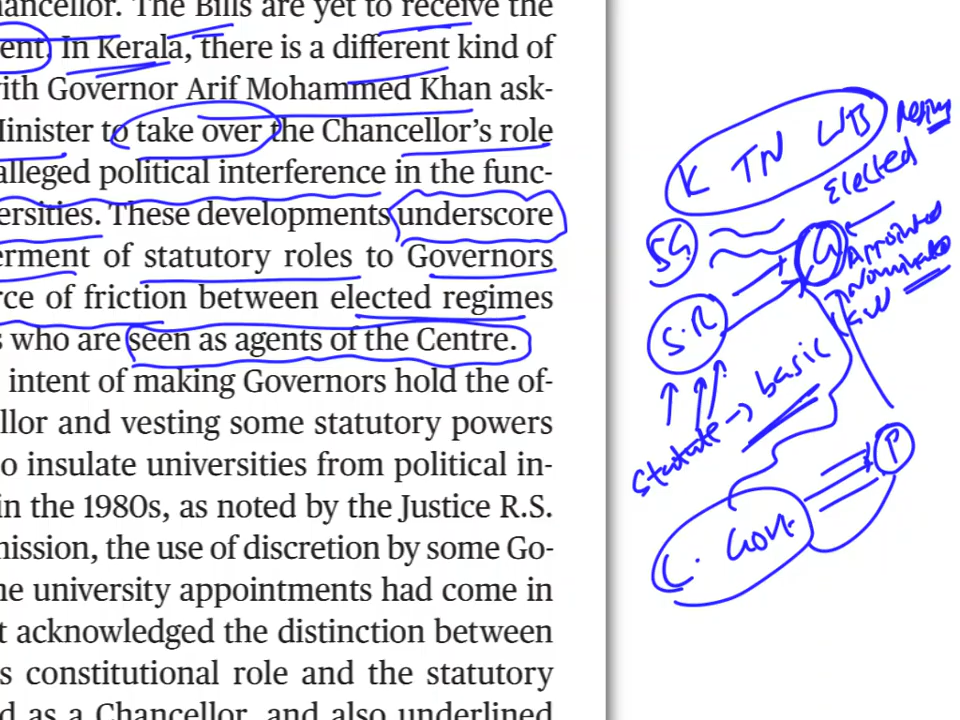 ancellor. The Bills are yet to receive the
ent. In Kerala, there is a different kind of
ith Governor Arif Mohammed Khan ask-
inister to take over the Chancellor's role
alleged political interference in the func-
ersities. These developments underscore
erment of statutory roles to Governors
rce of friction between elected regimes
s who are seen as agents of the Centre.
intent of making Governors hold the of-
llor and vesting some statutory powers
o insulate universities from political in-
in the 1980s, as noted by the Justice R.S.
mission, the use of discretion by some Go-
ne university appointments had come in
t acknowledged the distinction between
s constitutional role and the statutory
d as a Chancellor, and also underlined
K TN WB
Elected
SG
G
Appointed
Nominate
S.R
basic
Statute →
P
C. Govt.